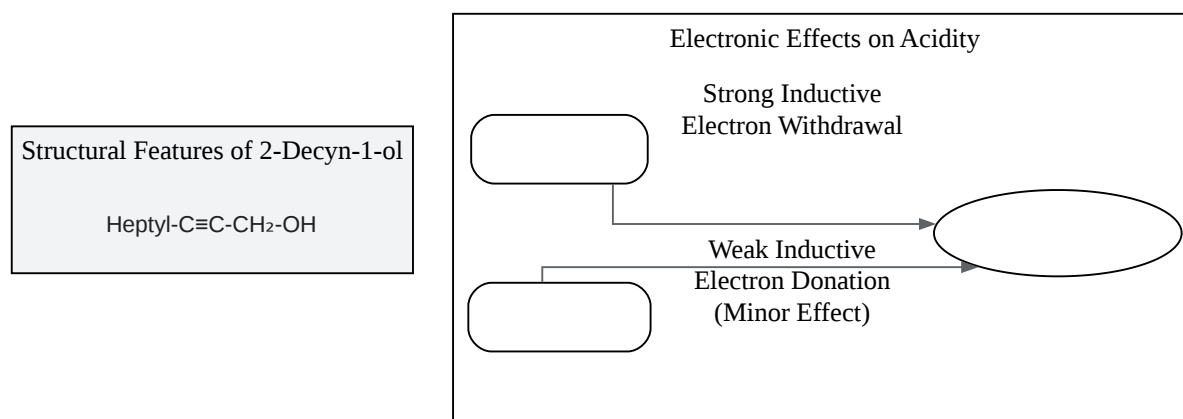 Structural Features of 2-Decyn-1-ol
Heptyl-C≡C-CH₂-OH
Electronic Effects on Acidity
Strong Inductive
Electron Withdrawal
Weak Inductive
Electron Donation
(Minor Effect)